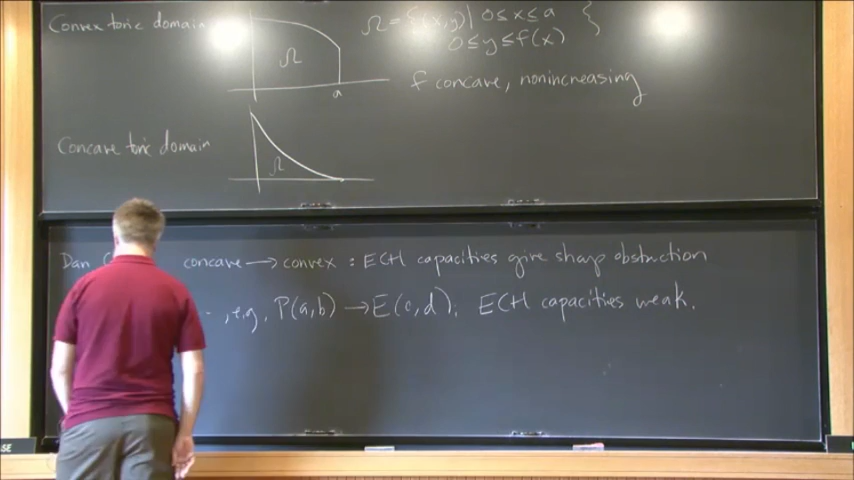 Convex toric domain
Ω = {(x,y) | 0≤x≤a
0≤y≤f(x) }
Ω
a
f concave, nonincreasing
Concave toric domain
Ω
Dan concave → convex : ECH capacities give sharp obstruction
, e.g. P(a,b) → E(c,d). ECH capacities weak.